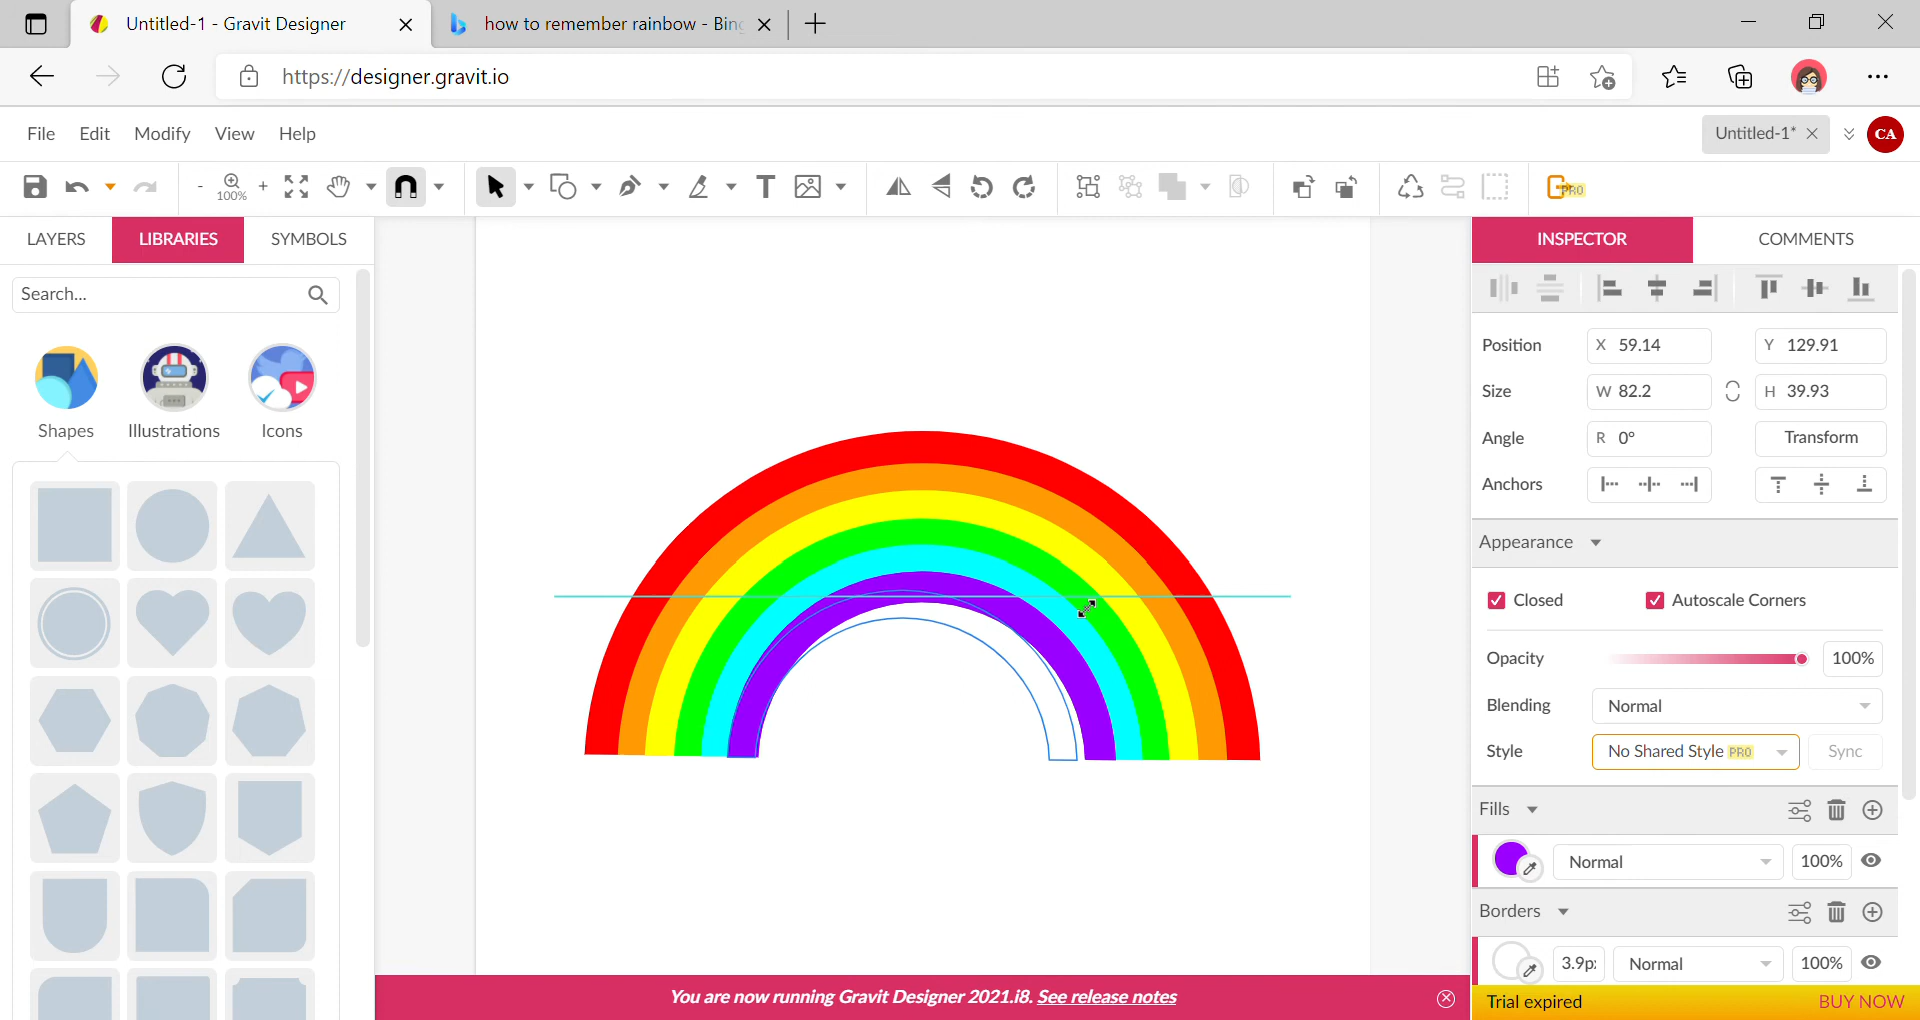 Untitled-1 - Gravit Designer
how to remember rainbow - Bing
https://designer.gravit.io
File Edit Modify View Help
Untitled-1*
CA
- 100% +
T
PRO
LAYERS LIBRARIES SYMBOLS
INSPECTOR COMMENTS
Search...
Shapes Illustrations Icons
Position X 59.14 Y 129.91
Size W 82.2 H 39.93
Angle R 0° Transform
Anchors
Appearance
Closed Autoscale Corners
Opacity 100%
Blending Normal
Style No Shared Style PRO Sync
Fills
Normal 100%
Borders
3.9p: Normal 100%
You are now running Gravit Designer 2021.i8. See release notes
Trial expired BUY NOW